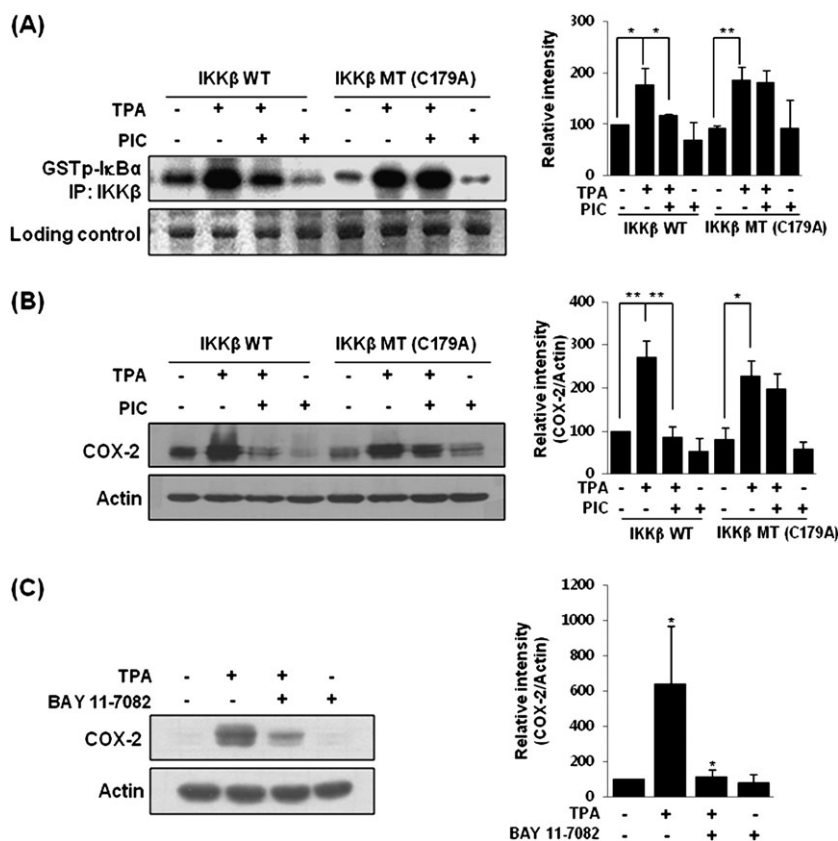 (A)
IKKβ WT IKKβ MT (C179A)
TPA - + + - - + + -
PIC - - + + - - + +
GSTp-IκBα
IP: IKKβ
Loding control
Relative intensity
300
200
100
0
* * **
TPA - + + - - + + -
PIC - - + + - - + +
IKKβ WT IKKβ MT (C179A)
(B)
IKKβ WT IKKβ MT (C179A)
TPA - + + - - + + -
PIC - - + + - - + +
COX-2
Actin
Relative intensity
(COX-2/Actin)
400
300
200
100
0
** ** *
TPA - + + - - + + -
PIC - - + + - - + +
IKKβ WT IKKβ MT (C179A)
(C)
TPA - + + -
BAY 11-7082 - - + +
COX-2
Actin
Relative intensity
(COX-2/Actin)
1200
1000
800
600
400
200
0
* *
TPA - + + -
BAY 11-7082 - - + +